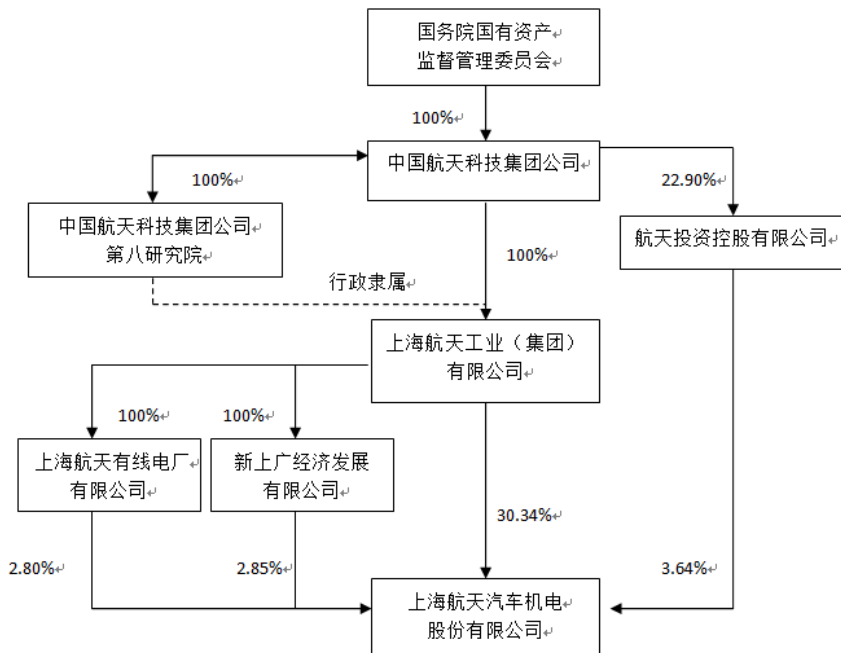 国务院国有资产
监督管理委员会
100%
中国航天科技集团公司
100%
22.90%
中国航天科技集团公司
第八研究院
航天投资控股有限公司
100%
行政隶属
上海航天工业（集团）
有限公司
100%
100%
上海航天有线电厂
有限公司
新上广经济发展
有限公司
30.34%
2.80%
2.85%
3.64%
上海航天汽车机电
股份有限公司